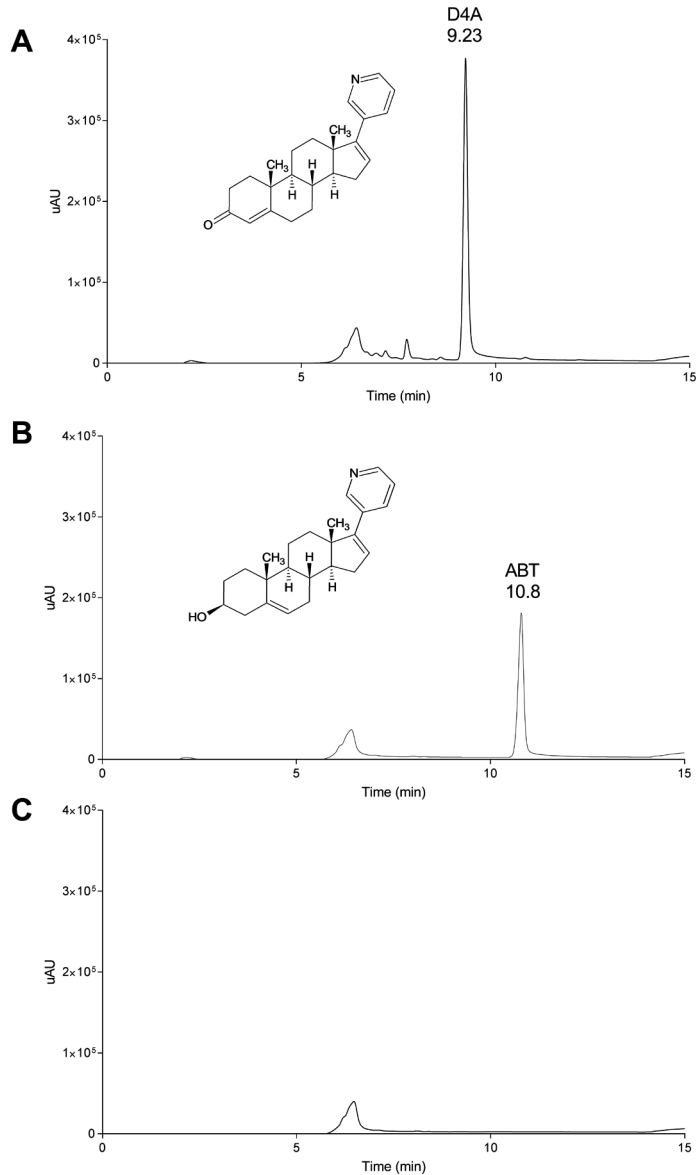 A
D4A
9.23
4×10⁵
3×10⁵
2×10⁵
1×10⁵
0
uAU
N
CH₃
CH₃
H
H
H
O
0 5 10 15
Time (min)
B
4×10⁵
3×10⁵
2×10⁵
1×10⁵
0
uAU
N
CH₃
CH₃
H
H
H
HO
ABT
10.8
0 5 10 15
Time (min)
C
4×10⁵
3×10⁵
2×10⁵
1×10⁵
0
uAU
0 5 10 15
Time (min)